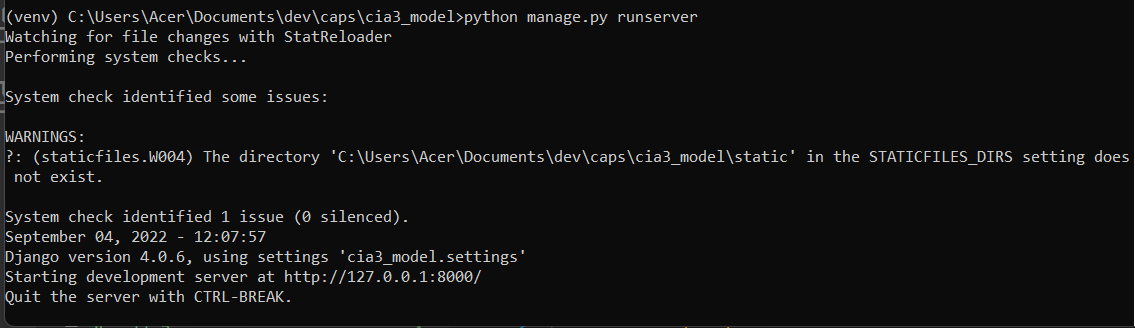 (venv) C:\Users\Acer\Documents\dev\caps\cia3_model>python manage.py runserver
Watching for file changes with StatReloader
Performing system checks...
System check identified some issues:
WARNINGS:
?: (staticfiles.W004) The directory 'C:\Users\Acer\Documents\dev\caps\cia3_model\static' in the STATICFILES_DIRS setting does
not exist.
System check identified 1 issue (0 silenced).
September 04, 2022 - 12:07:57
Django version 4.0.6, using settings 'cia3_model.settings'
Starting development server at http://127.0.0.1:8000/
Quit the server with CTRL-BREAK.